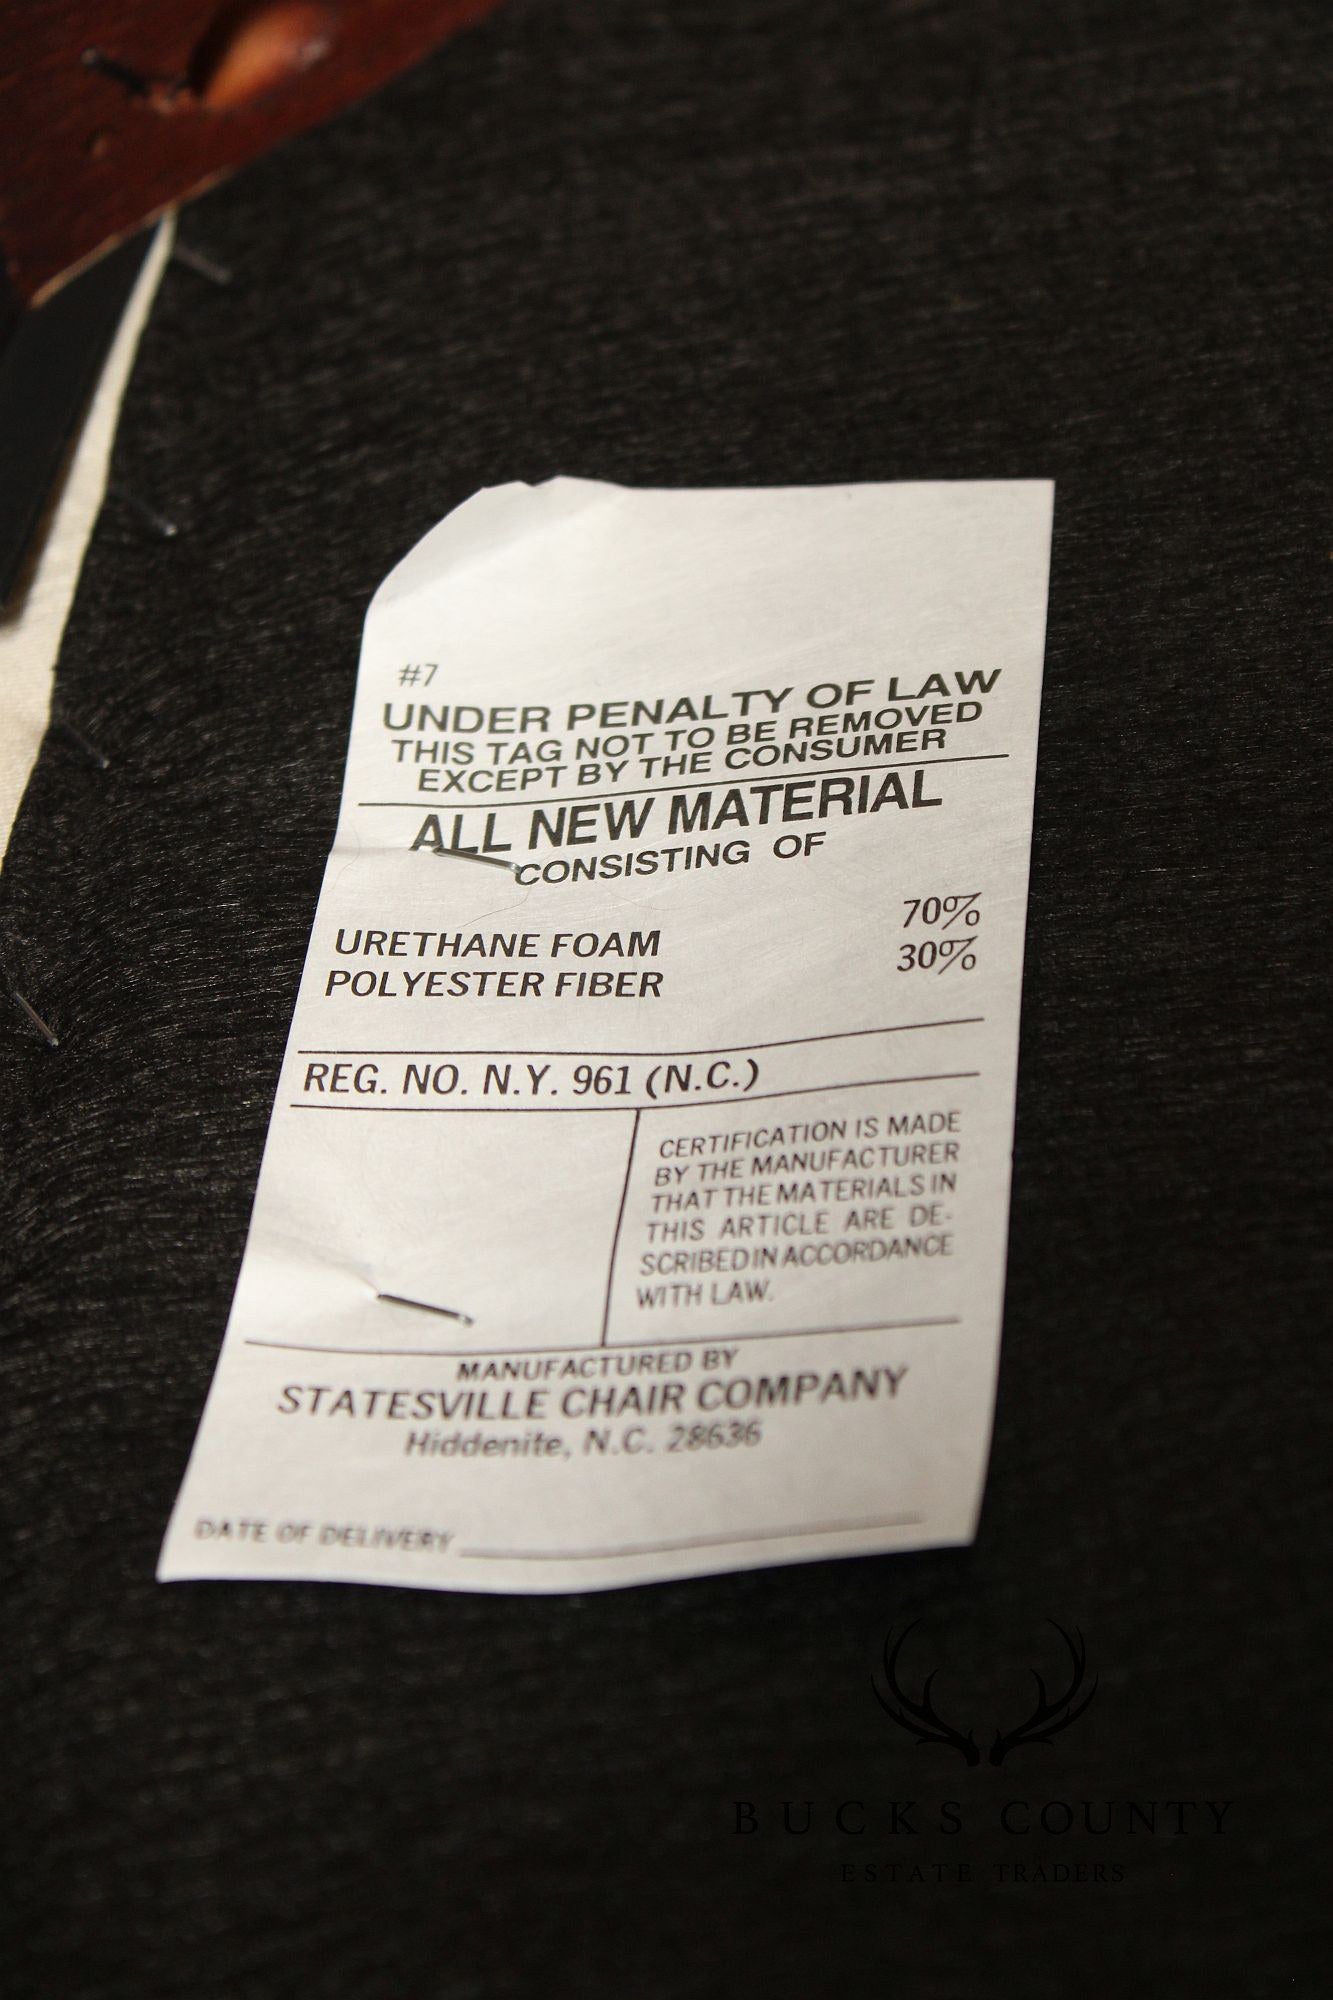 #7
UNDER PENALTY OF LAW
THIS TAG NOT TO BE REMOVED
EXCEPT BY THE CONSUMER
ALL NEW MATERIAL
CONSISTING OF
URETHANE FOAM 70%
POLYESTER FIBER 30%
REG. NO. N.Y. 961 (N.C.)
CERTIFICATION IS MADE
BY THE MANUFACTURER
THAT THE MATERIALS IN
THIS ARTICLE ARE DE-
SCRIBED IN ACCORDANCE
WITH LAW.
MANUFACTURED BY
STATESVILLE CHAIR COMPANY
Hiddenite, N.C. 28636
DATE OF DELIVERY
BUCKS COUNTY
ESTATE TRADERS